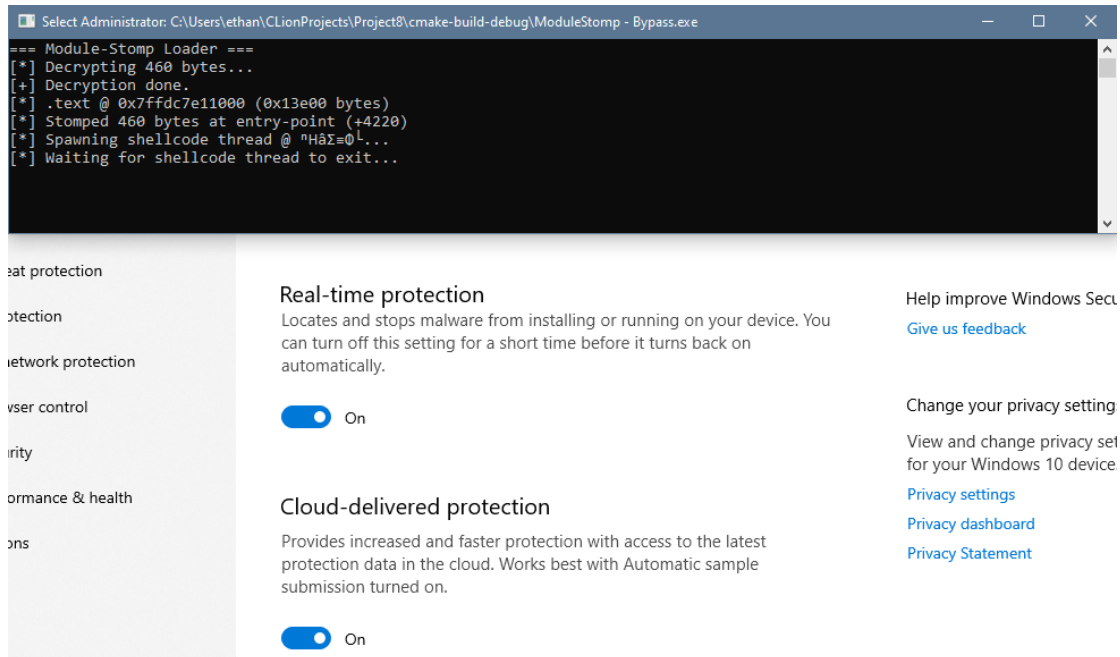 Select Administrator: C:\Users\ethan\CLionProjects\Project8\cmake-build-debug\ModuleStomp - Bypass.exe
=== Module-Stomp Loader ===
[*] Decrypting 460 bytes...
[+] Decryption done.
[*] .text @ 0x7ffdc7e11000 (0x13e00 bytes)
[*] Stomped 460 bytes at entry-point (+4220)
[*] Spawning shellcode thread @ ⁿHâΣ≡Φ└...
[*] Waiting for shellcode thread to exit...
eat protection
otection
network protection
wser control
rity
ormance & health
ons
Real-time protection
Locates and stops malware from installing or running on your device. You
can turn off this setting for a short time before it turns back on
automatically.
On
Cloud-delivered protection
Provides increased and faster protection with access to the latest
protection data in the cloud. Works best with Automatic sample
submission turned on.
On
Help improve Windows Secu
Give us feedback
Change your privacy setting
View and change privacy set
for your Windows 10 device.
Privacy settings
Privacy dashboard
Privacy Statement